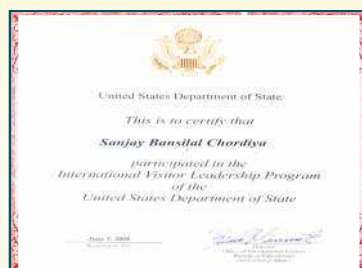 United States Department of State
This is to certify that
Sanjay Bansilal Chordiya
participated in the
International Visitor Leadership Program
of the
United States Department of State
Director